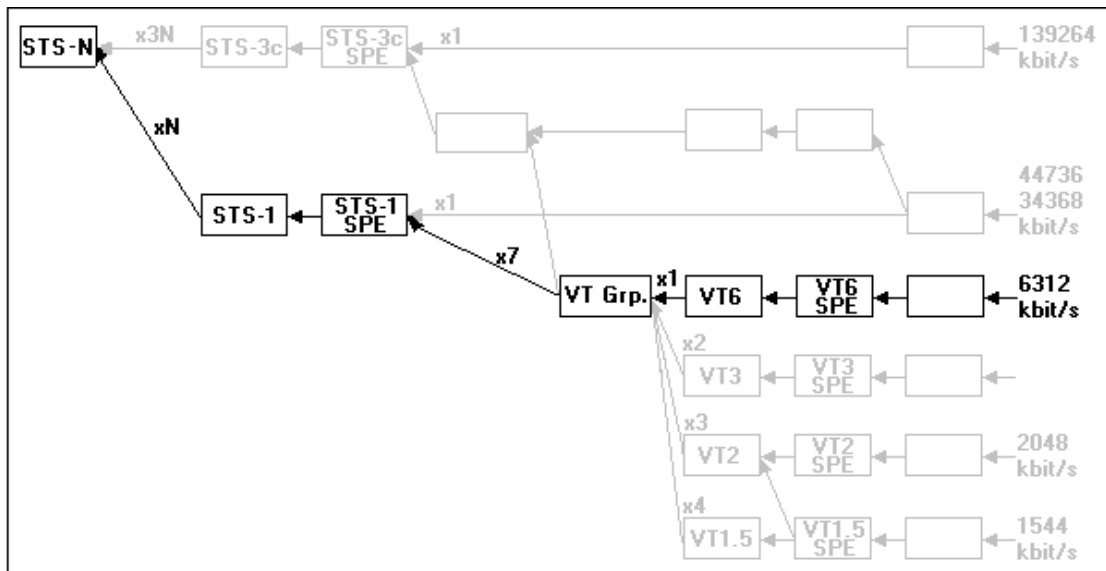 STS-N
x3N
STS-3c
STS-3c
SPE
x1
139264
kbit/s
xN
44736
34368
kbit/s
STS-1
STS-1
SPE
x1
x7
VT Grp.
x1
VT6
VT6
SPE
6312
kbit/s
x2
VT3
VT3
SPE
x3
VT2
VT2
SPE
2048
kbit/s
x4
VT1.5
VT1.5
SPE
1544
kbit/s